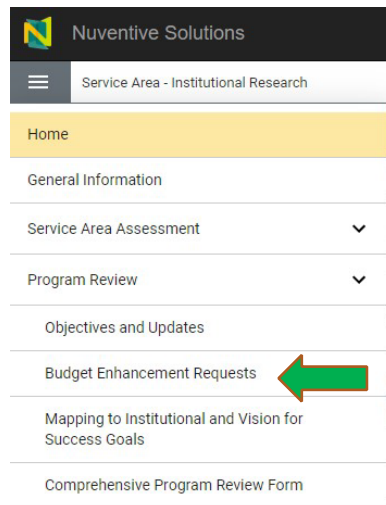 Nuventive Solutions
Service Area - Institutional Research
Home
General Information
Service Area Assessment
Program Review
Objectives and Updates
Budget Enhancement Requests
Mapping to Institutional and Vision for
Success Goals
Comprehensive Program Review Form